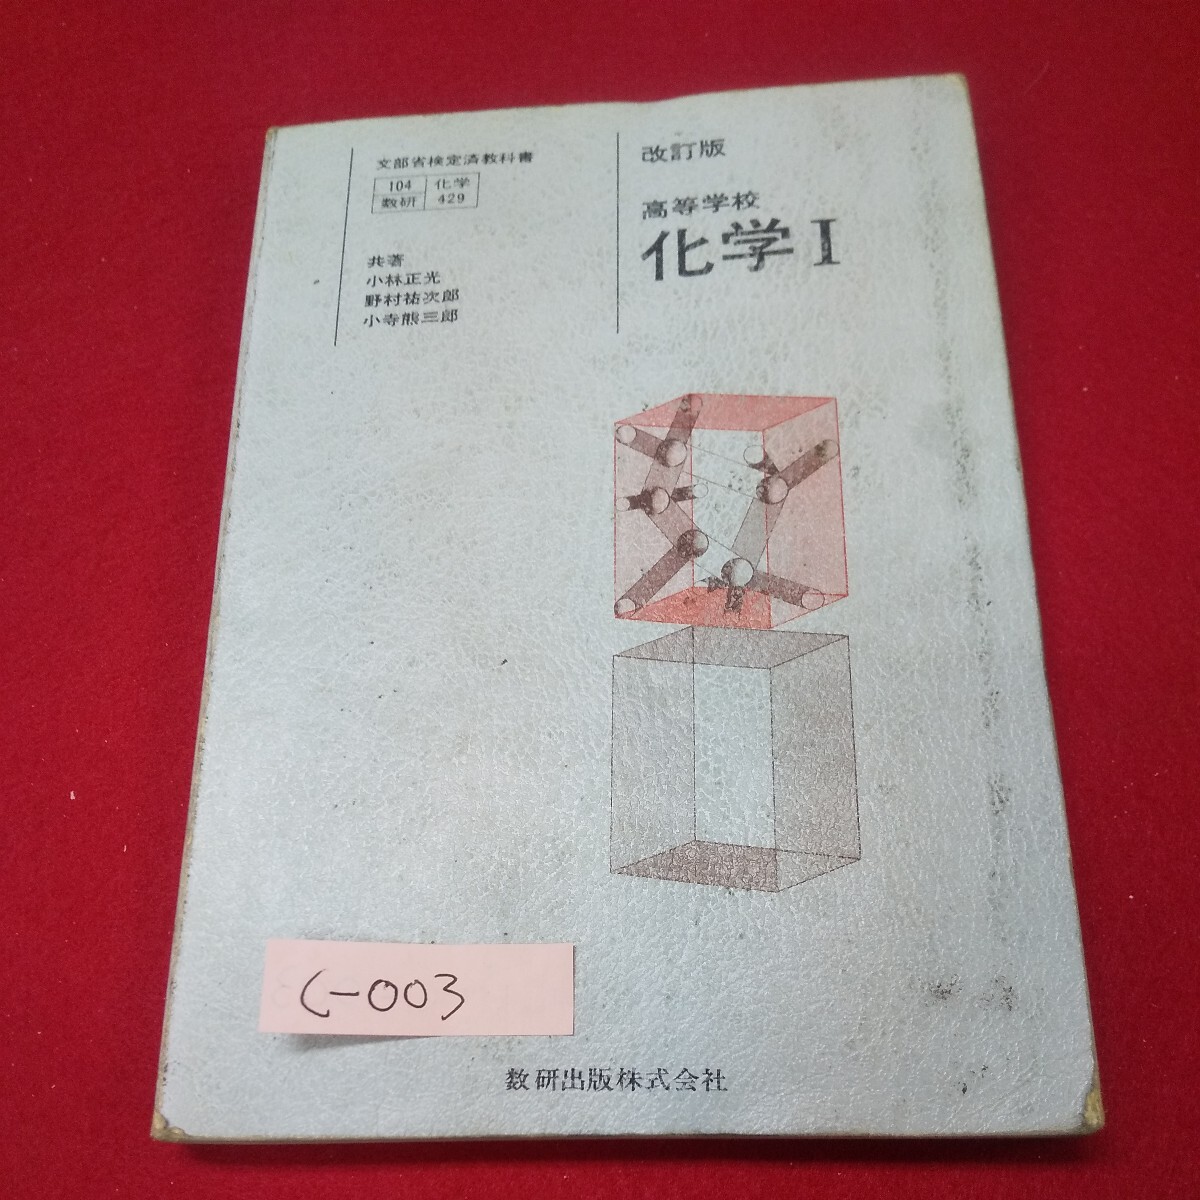 文部省検定済教科書
104 化学
数研 429
共著
小林正光
野村祐次郎
小寺熊三郎
改訂版
高等学校
化学I
C-003
数研出版株式会社